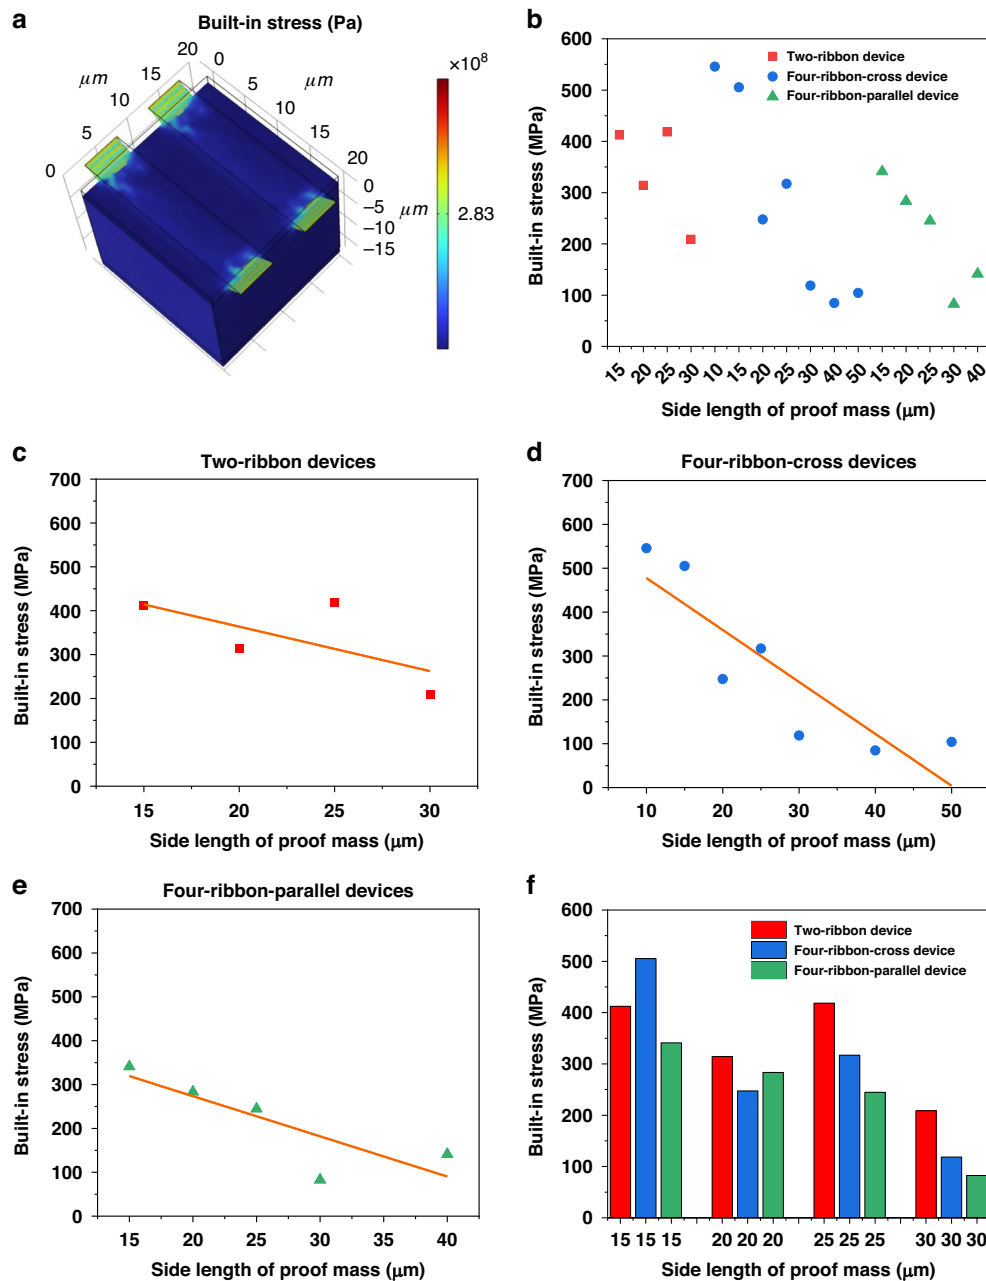 a
Built-in stress (Pa)
×10⁸
μm
μm
μm
20
15
10
5
0
0
5
10
15
20
0
−5
−10
−15
2.83
b
600
500
400
300
200
100
0
Built-in stress (MPa)
Two-ribbon device
Four-ribbon-cross device
Four-ribbon-parallel device
15 20 25 30 10 15 20 25 30 40 50 15 20 25 30 40
Side length of proof mass (μm)
c
Two-ribbon devices
700
600
500
400
300
200
100
0
Built-in stress (MPa)
15 20 25 30
Side length of proof mass (μm)
d
Four-ribbon-cross devices
700
600
500
400
300
200
100
0
Built-in stress (MPa)
10 20 30 40 50
Side length of proof mass (μm)
e
Four-ribbon-parallel devices
700
600
500
400
300
200
100
0
Built-in stress (MPa)
15 20 25 30 35 40
Side length of proof mass (μm)
f
600
500
400
300
200
100
0
Built-in stress (MPa)
Two-ribbon device
Four-ribbon-cross device
Four-ribbon-parallel device
15 15 15 20 20 20 25 25 25 30 30 30
Side length of proof mass (μm)